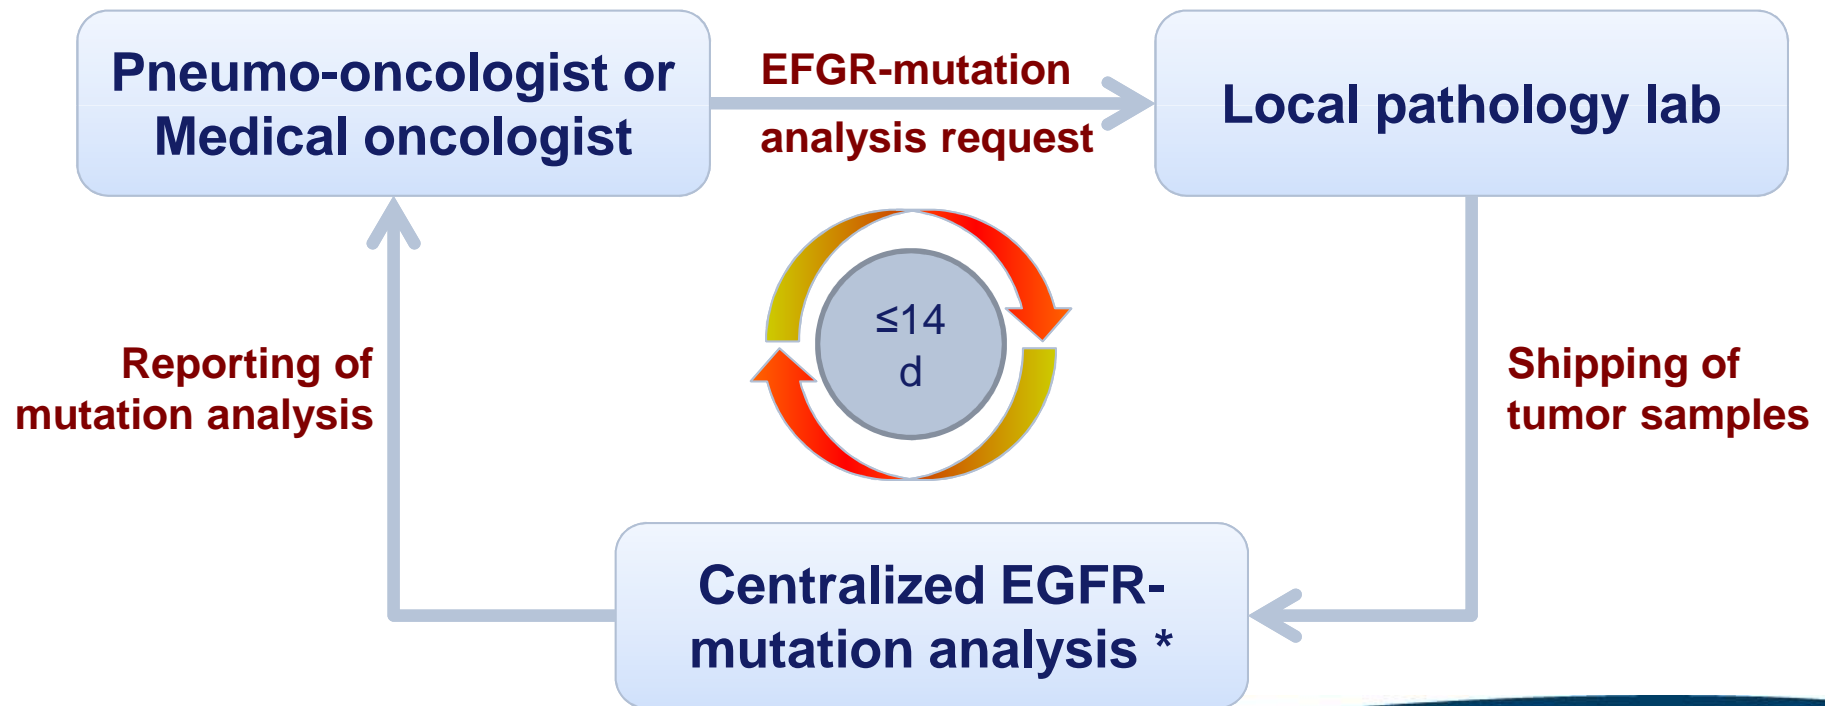 Pneumo-oncologist or
Medical oncologist
EFGR-mutation
analysis request
Local pathology lab
≤14
d
Reporting of
mutation analysis
Shipping of
tumor samples
Centralized EGFR-
mutation analysis *